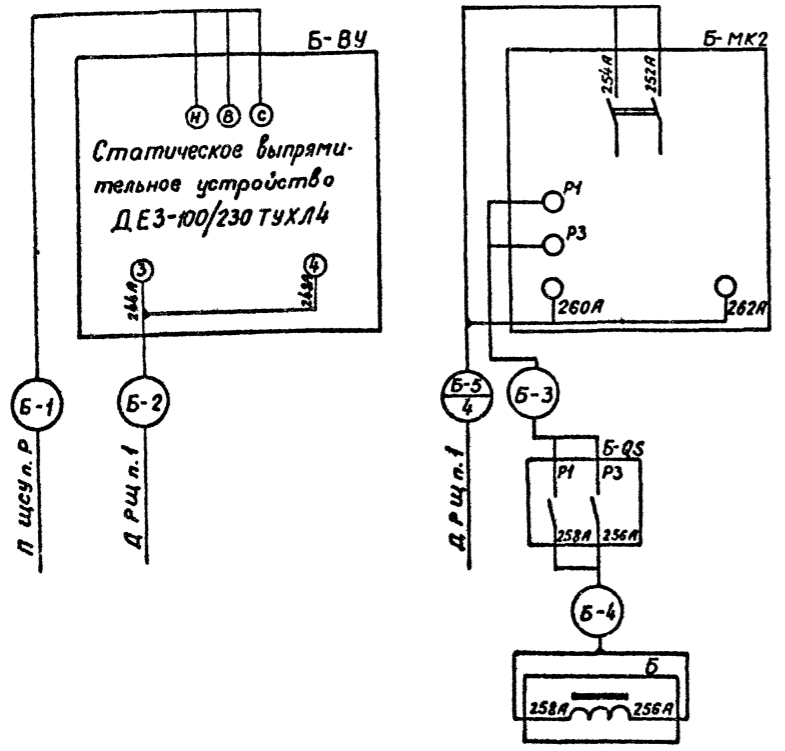 Б-ВУ
Н В С
Статическое выпрями-
тельное устройство
ДЕЗ-100/230 ТУХЛ4
3 4
244А
Б-1
Б-2
П ЩСУ п. Р
Д РЩ п.1
Б-МК2
254А 252А
Р1
Р3
260А 262А
Б-5
4
Б-3
Д РЩ п.1
Б-QS
Р1 Р3
258А 256А
Б-4
Б
258А 256А